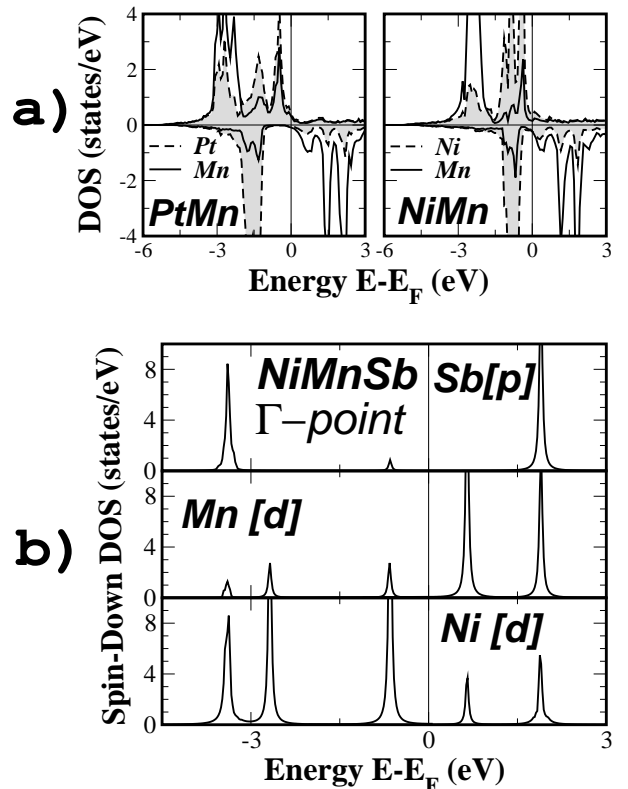 a)
DOS (states/eV)
4
2
0
-2
-4
Pt
Mn
PtMn
Ni
Mn
NiMn
-6 -3 0 3 -6 -3 0 3
Energy E-E_F (eV)
b)
Spin-Down DOS (states/eV)
8
4
0
NiMnSb
Γ−point
Sb[p]
8
4
0
Mn [d]
8
4
0
Ni [d]
-3 0 3
Energy E-E_F (eV)